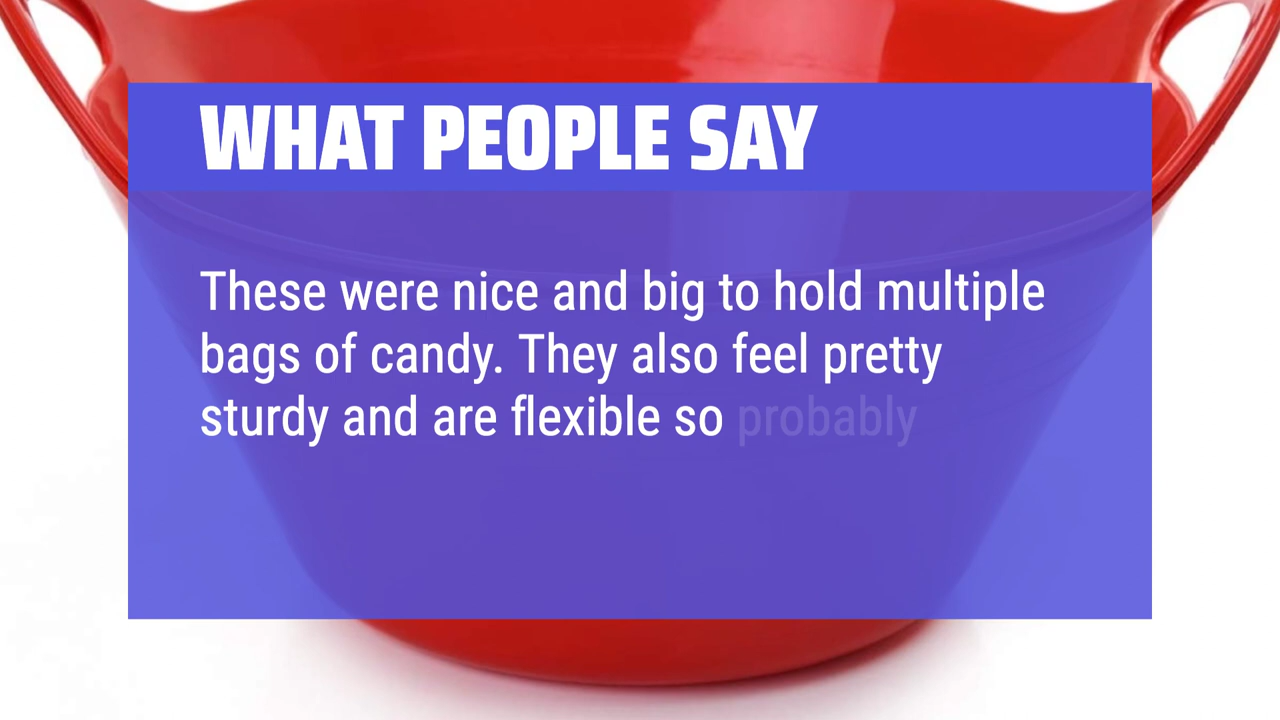 WHAT PEOPLE SAY
These were nice and big to hold multiple
bags of candy. They also feel pretty
sturdy and are flexible so probably